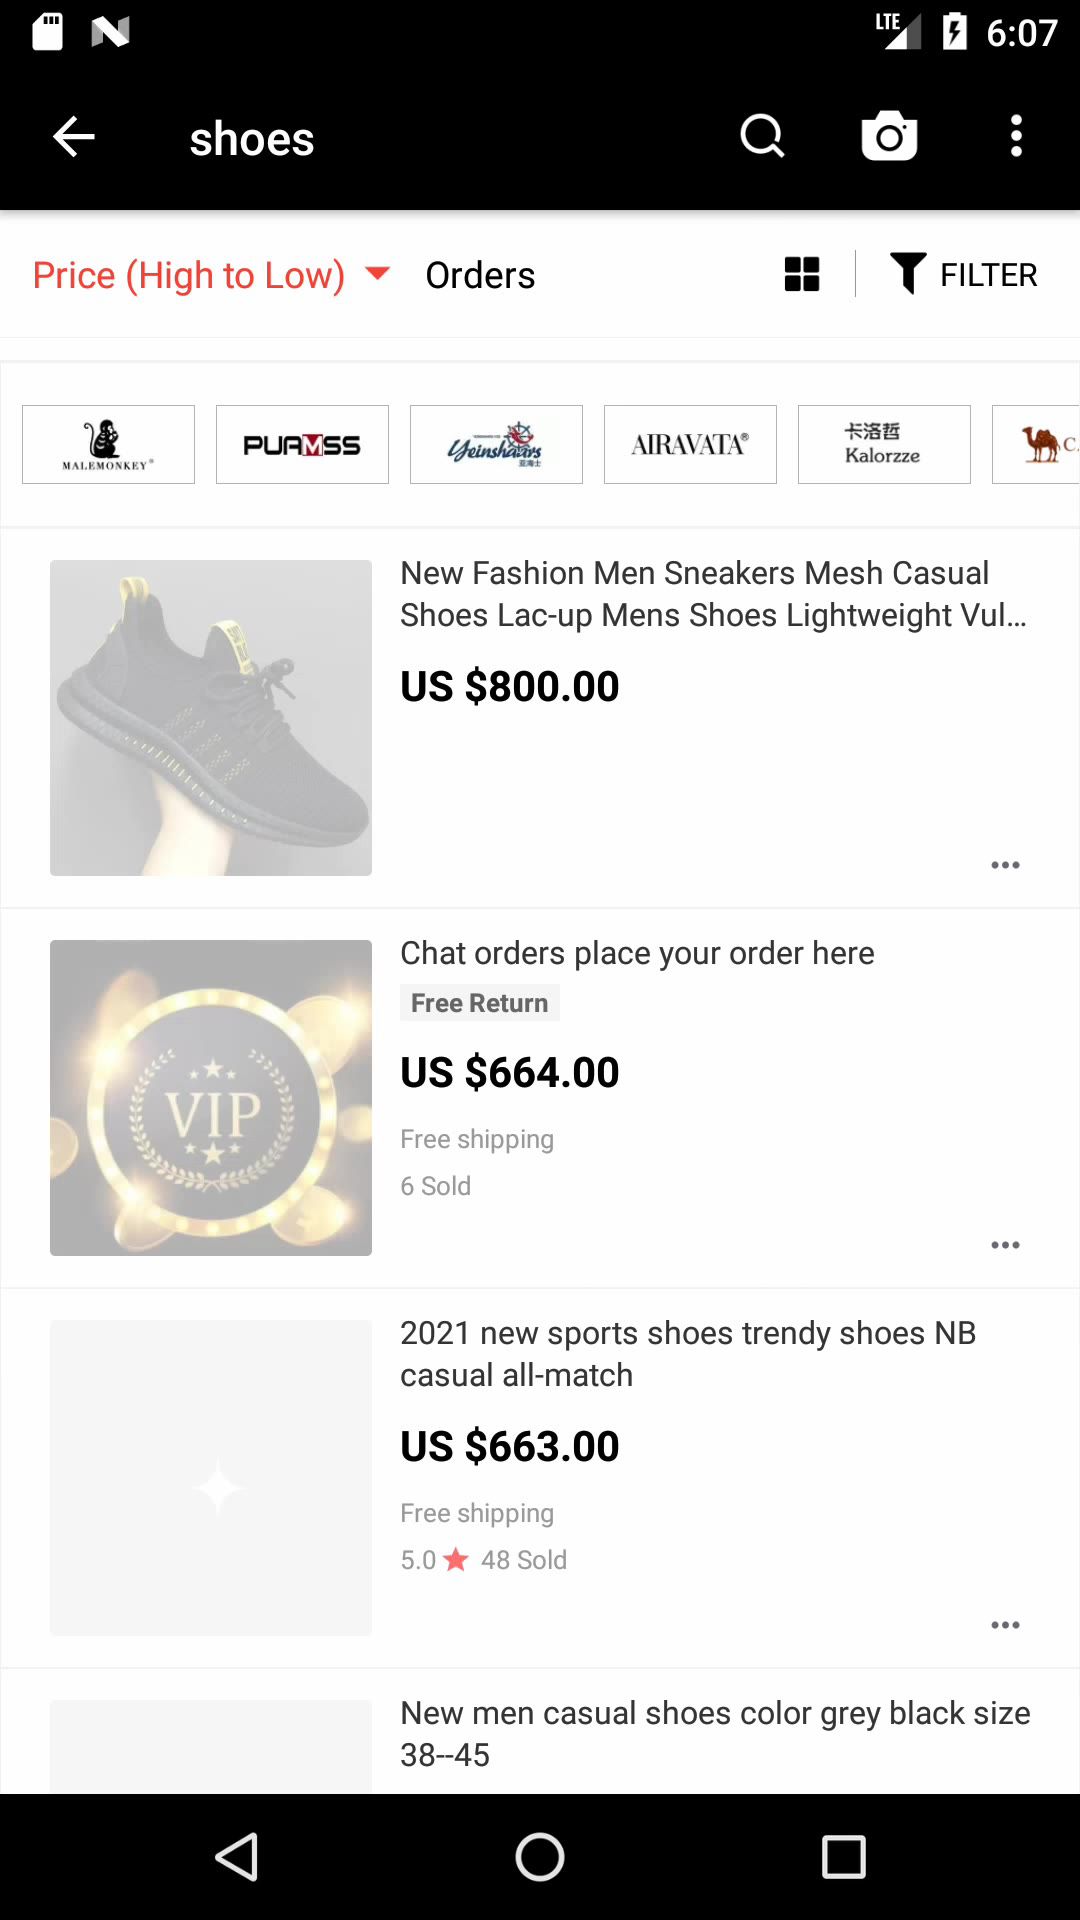 LTE 6:07
shoes
Price (High to Low) Orders FILTER
MALEMONKEY®
PUAMSS
Yeinshaars
亚海士
AIRAVATA®
卡洛哲
Kalorzze
New Fashion Men Sneakers Mesh Casual
Shoes Lac-up Mens Shoes Lightweight Vul...
US $800.00
VIP
Chat orders place your order here
Free Return
US $664.00
Free shipping
6 Sold
2021 new sports shoes trendy shoes NB
casual all-match
US $663.00
Free shipping
5.0 48 Sold
New men casual shoes color grey black size
38--45